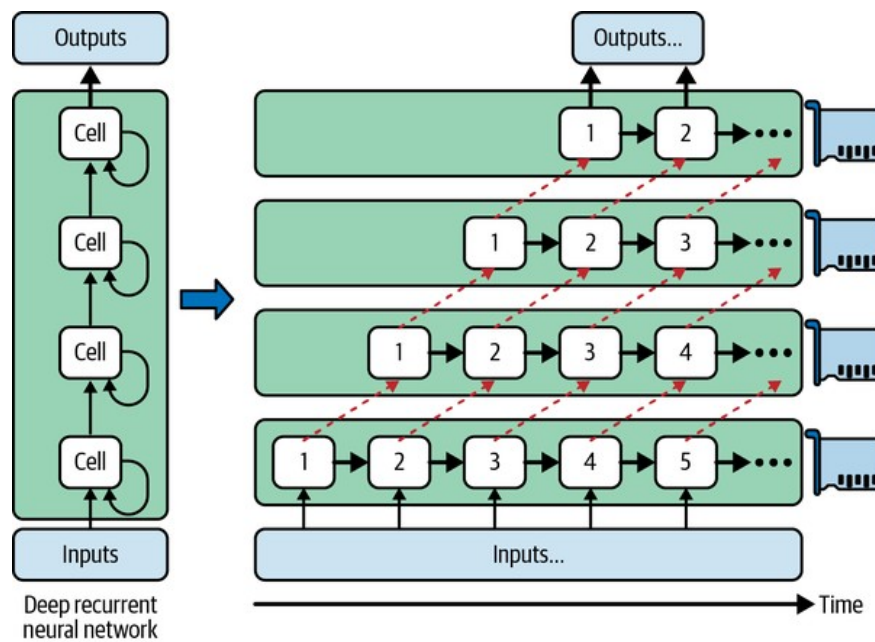 Outputs
Cell
Cell
Cell
Cell
Inputs
Deep recurrent
neural network
Outputs...
1 2
1 2 3
1 2 3 4
1 2 3 4 5
Inputs...
Time